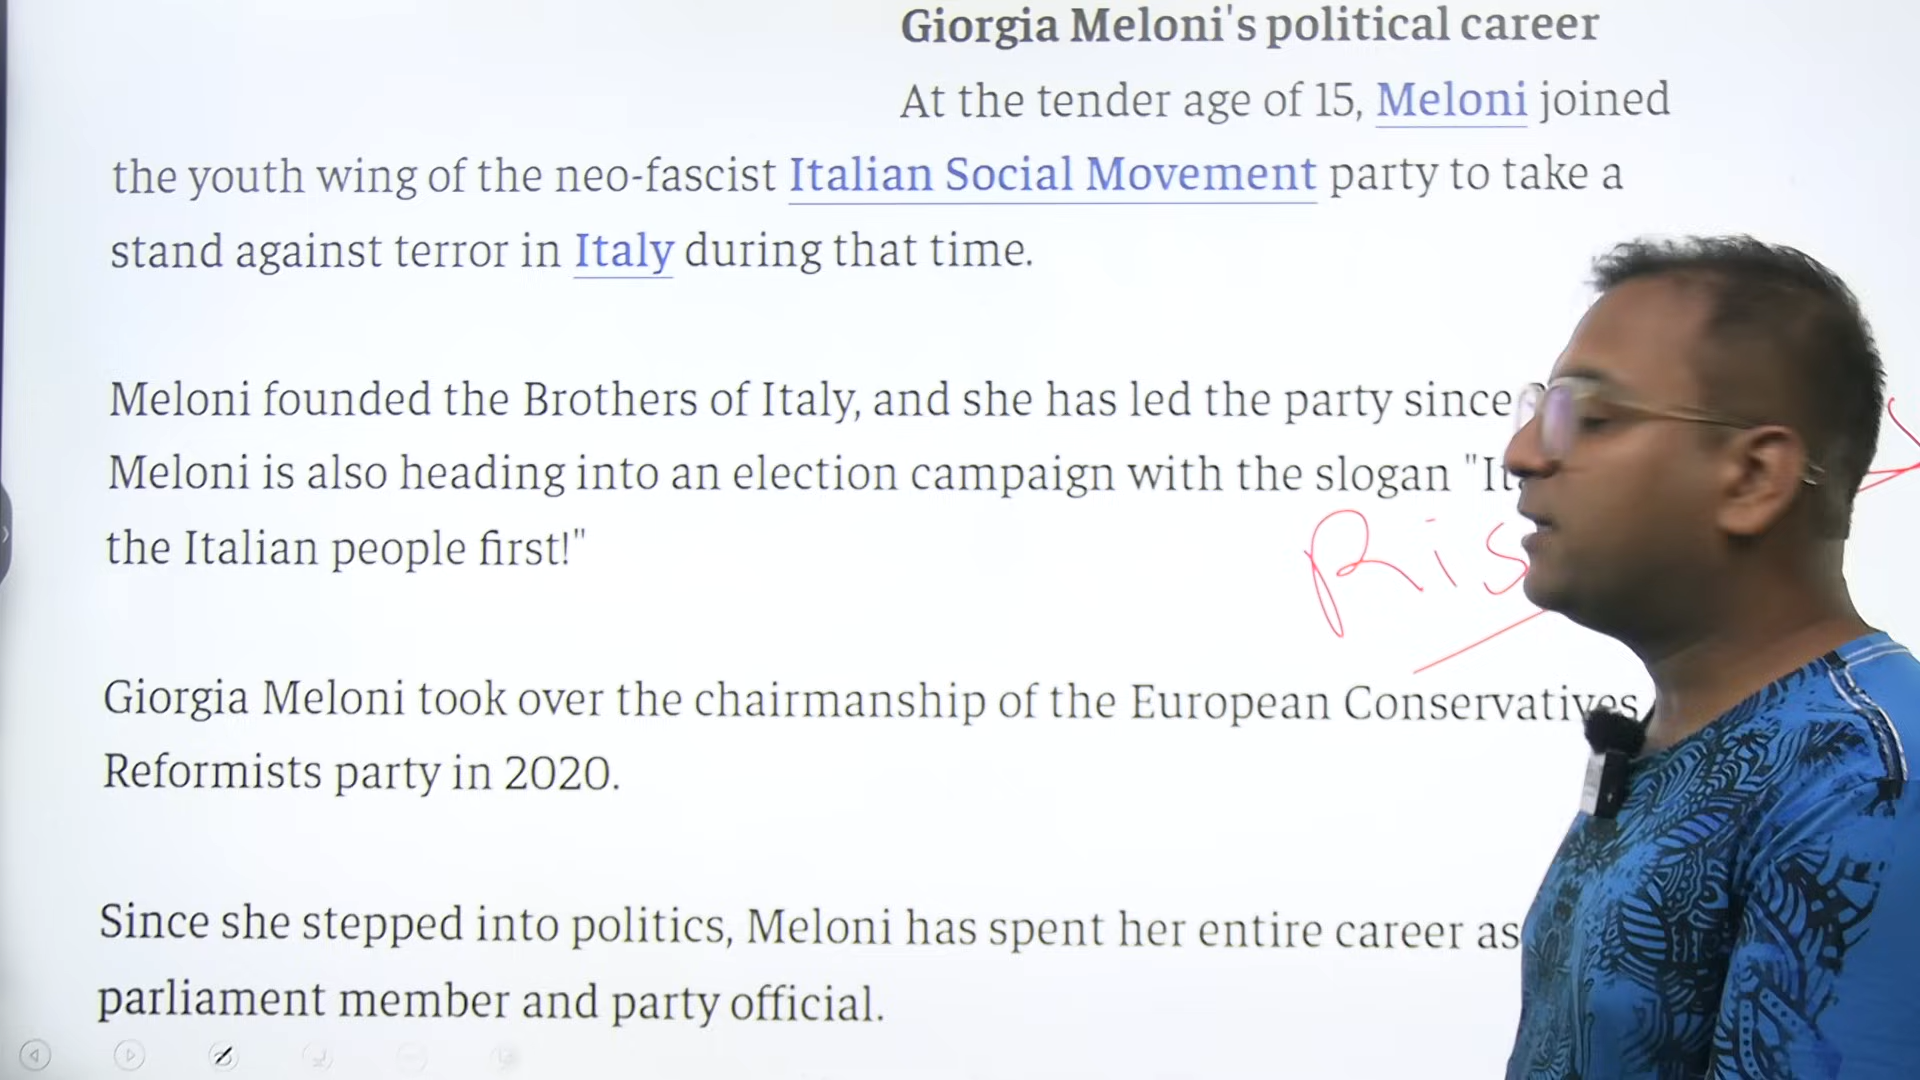 Giorgia Meloni's political career
At the tender age of 15, Meloni joined
the youth wing of the neo-fascist Italian Social Movement party to take a
stand against terror in Italy during that time.
Meloni founded the Brothers of Italy, and she has led the party since
Meloni is also heading into an election campaign with the slogan
the Italian people first!"
Giorgia Meloni took over the chairmanship of the European Conservatives
Reformists party in 2020.
Since she stepped into politics, Meloni has spent her entire career as
parliament member and party official.